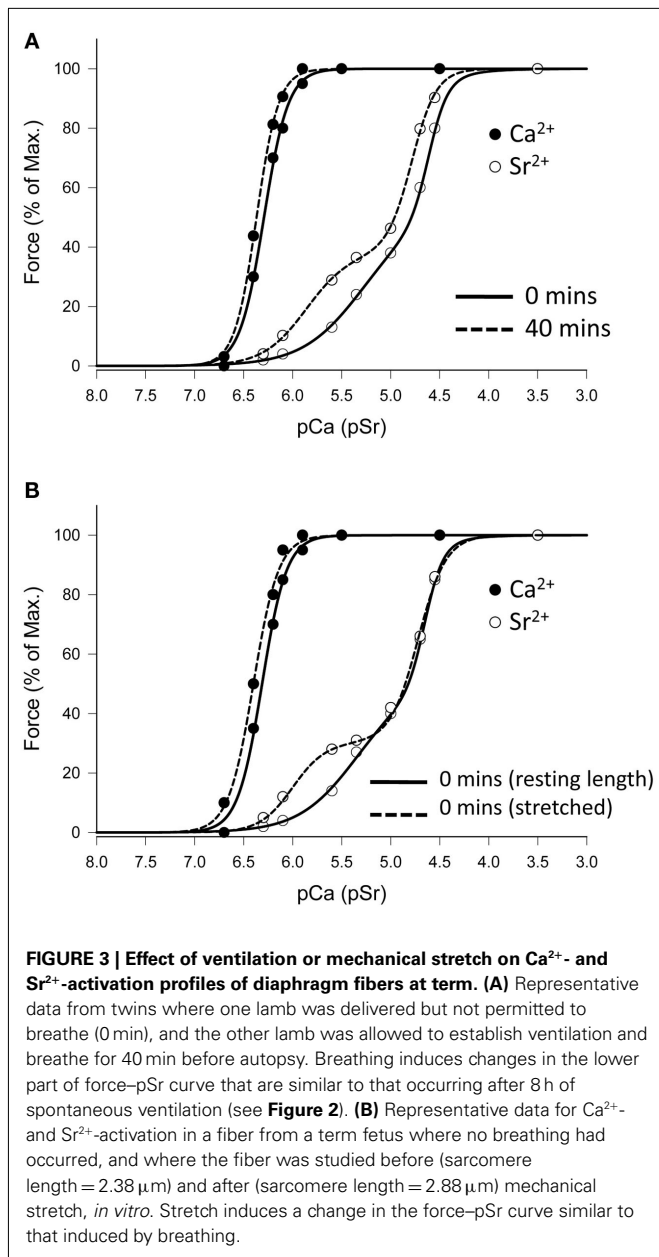 A
100
80
60
40
20
0
Force (% of Max.)
Ca2+
Sr2+
0 mins
40 mins
8.0 7.5 7.0 6.5 6.0 5.5 5.0 4.5 4.0 3.5 3.0
pCa (pSr)
B
100
80
60
40
20
0
Force (% of Max.)
Ca2+
Sr2+
0 mins (resting length)
0 mins (stretched)
8.0 7.5 7.0 6.5 6.0 5.5 5.0 4.5 4.0 3.5 3.0
pCa (pSr)
FIGURE 3 | Effect of ventilation or mechanical stretch on Ca2+- and
Sr2+-activation profiles of diaphragm fibers at term. (A) Representative
data from twins where one lamb was delivered but not permitted to
breathe (0 min), and the other lamb was allowed to establish ventilation and
breathe for 40 min before autopsy. Breathing induces changes in the lower
part of force–pSr curve that are similar to that occurring after 8 h of
spontaneous ventilation (see Figure 2). (B) Representative data for Ca2+-
and Sr2+-activation in a fiber from a term fetus where no breathing had
occurred, and where the fiber was studied before (sarcomere
length = 2.38 μm) and after (sarcomere length = 2.88 μm) mechanical
stretch, in vitro. Stretch induces a change in the force–pSr curve similar to
that induced by breathing.